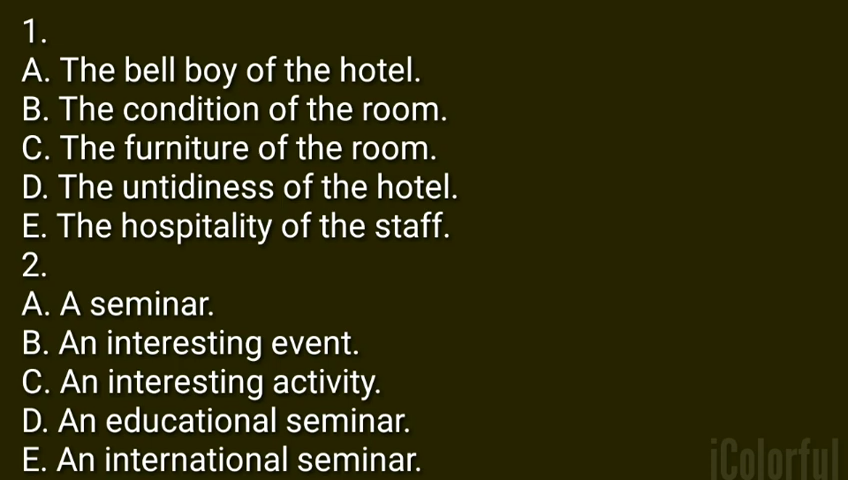 1.
A. The bell boy of the hotel.
B. The condition of the room.
C. The furniture of the room.
D. The untidiness of the hotel.
E. The hospitality of the staff.
2.
A. A seminar.
B. An interesting event.
C. An interesting activity.
D. An educational seminar.
E. An international seminar.
iColorful